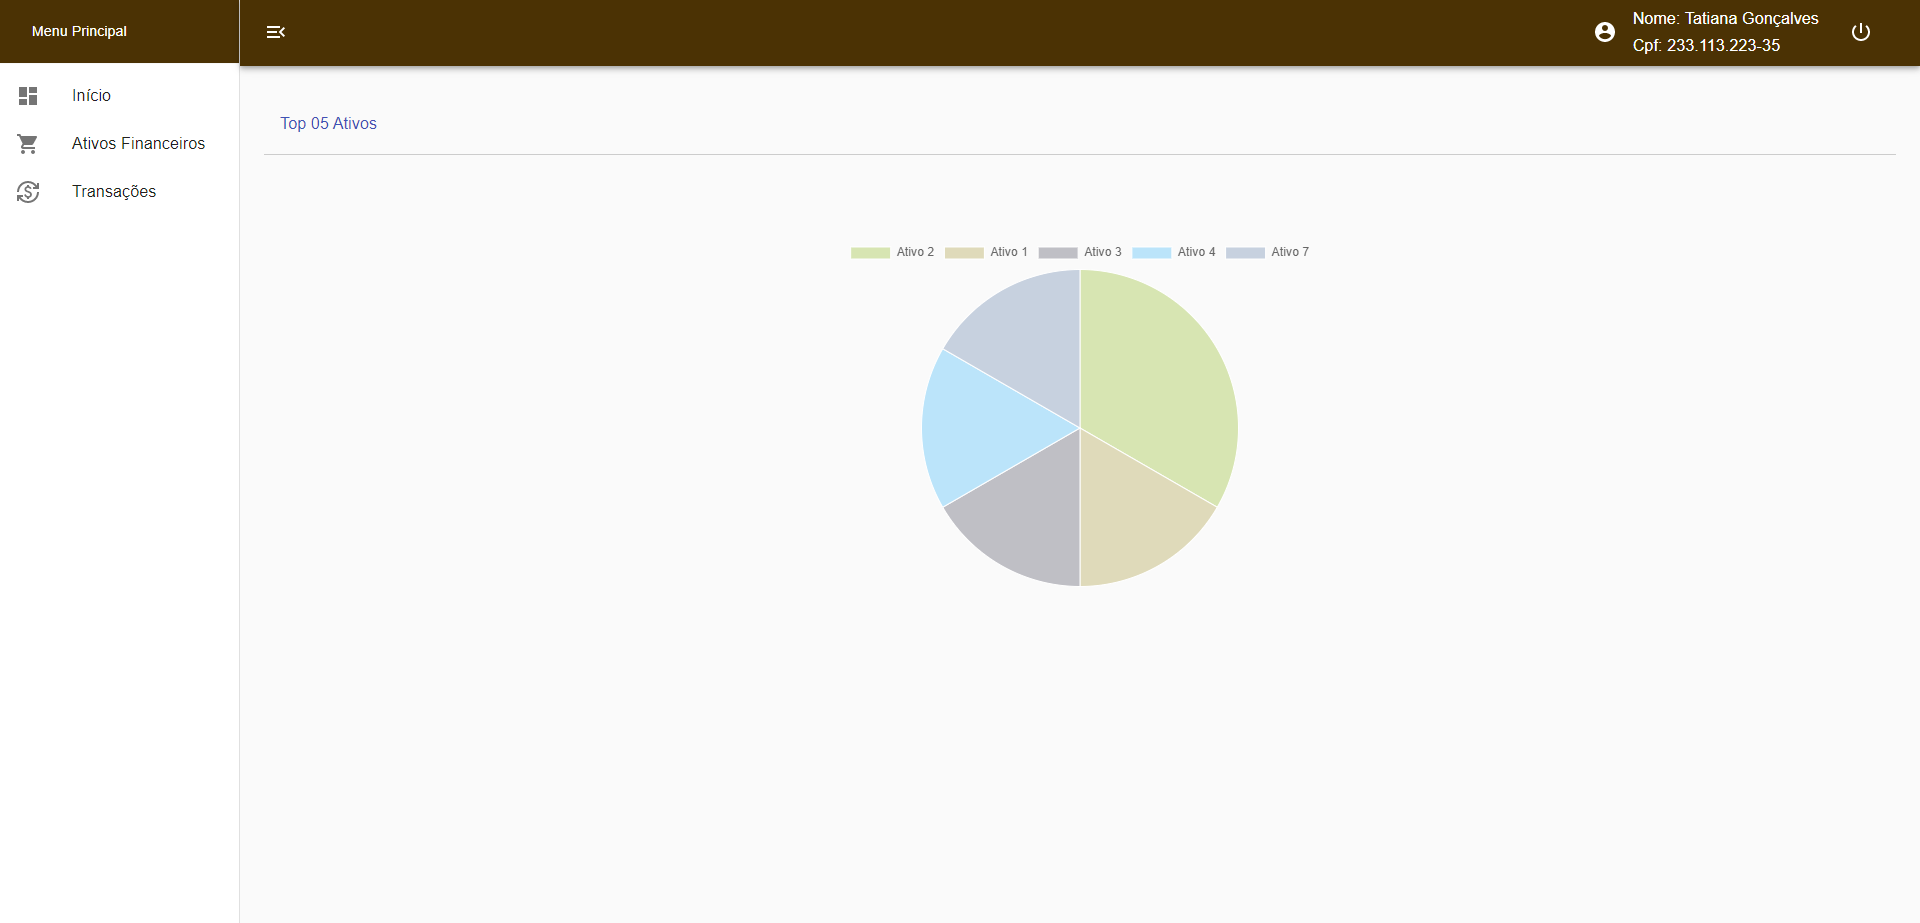 Menu Principal
Nome: Tatiana Gonçalves
Cpf: 233.113.223-35
Início
Ativos Financeiros
Transações
Top 05 Ativos
Ativo 2 Ativo 1 Ativo 3 Ativo 4 Ativo 7